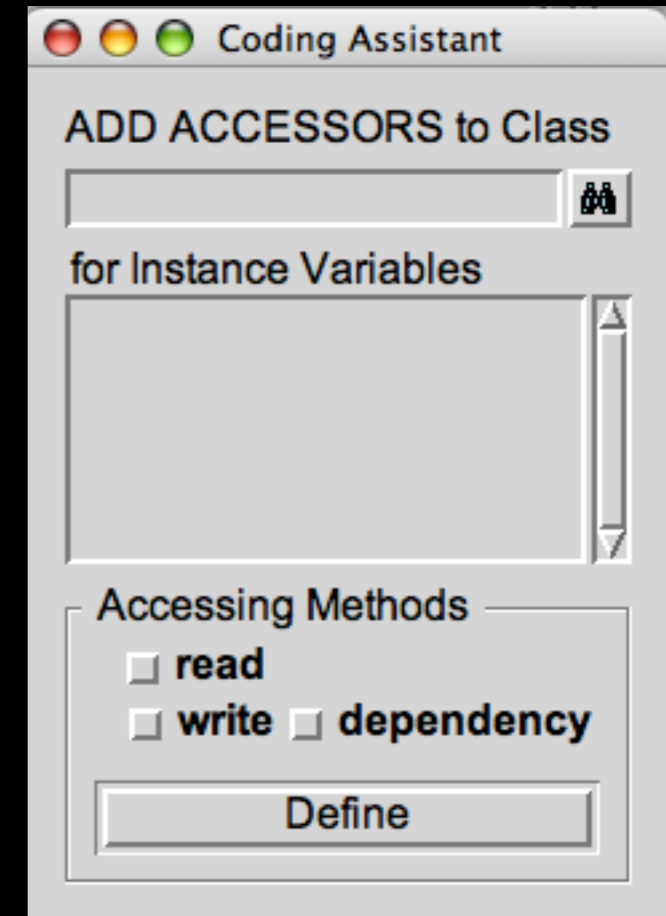 Coding Assistant
ADD ACCESSORS to Class
for Instance Variables
Accessing Methods
read
write dependency
Define